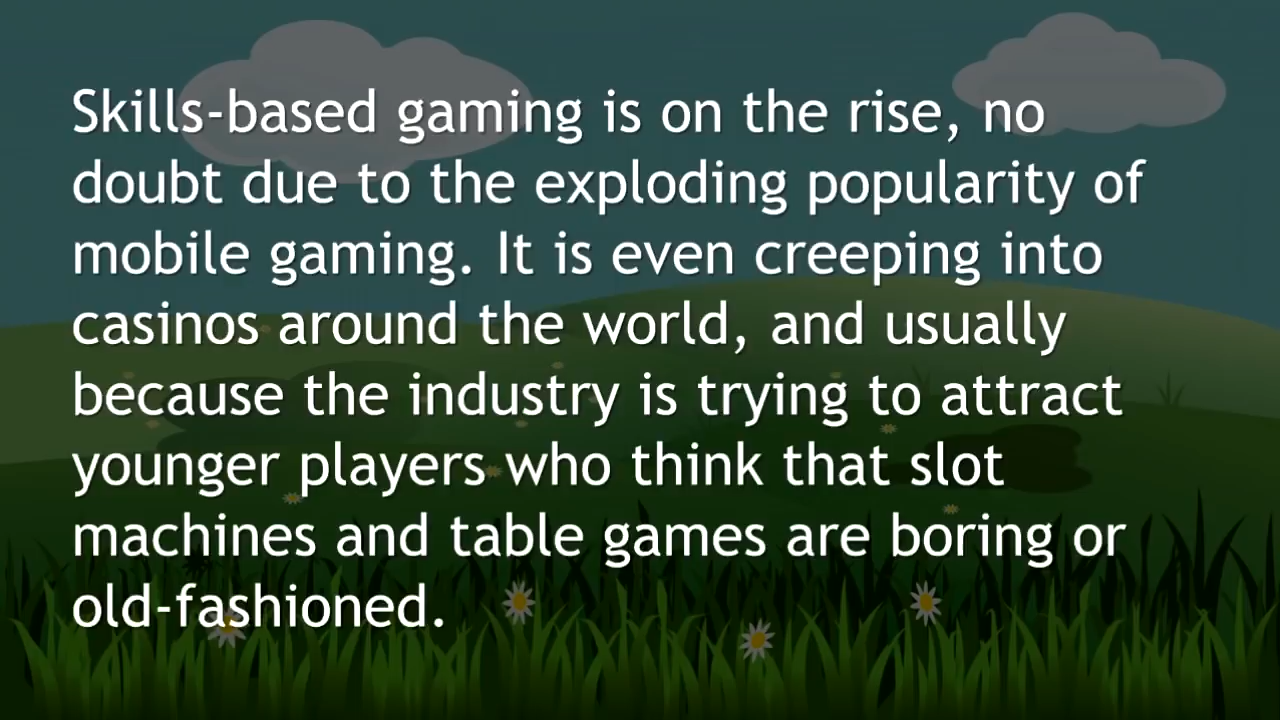 Skills-based gaming is on the rise, no
doubt due to the exploding popularity of
mobile gaming. It is even creeping into
casinos around the world, and usually
because the industry is trying to attract
younger players who think that slot
machines and table games are boring or
old-fashioned.